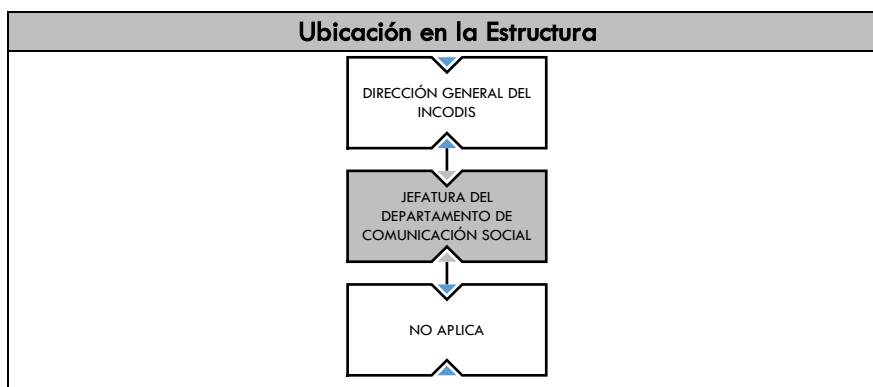 Ubicación en la Estructura
DIRECCIÓN GENERAL DEL
INCODIS
JEFATURA DEL
DEPARTAMENTO DE
COMUNICACIÓN SOCIAL
NO APLICA